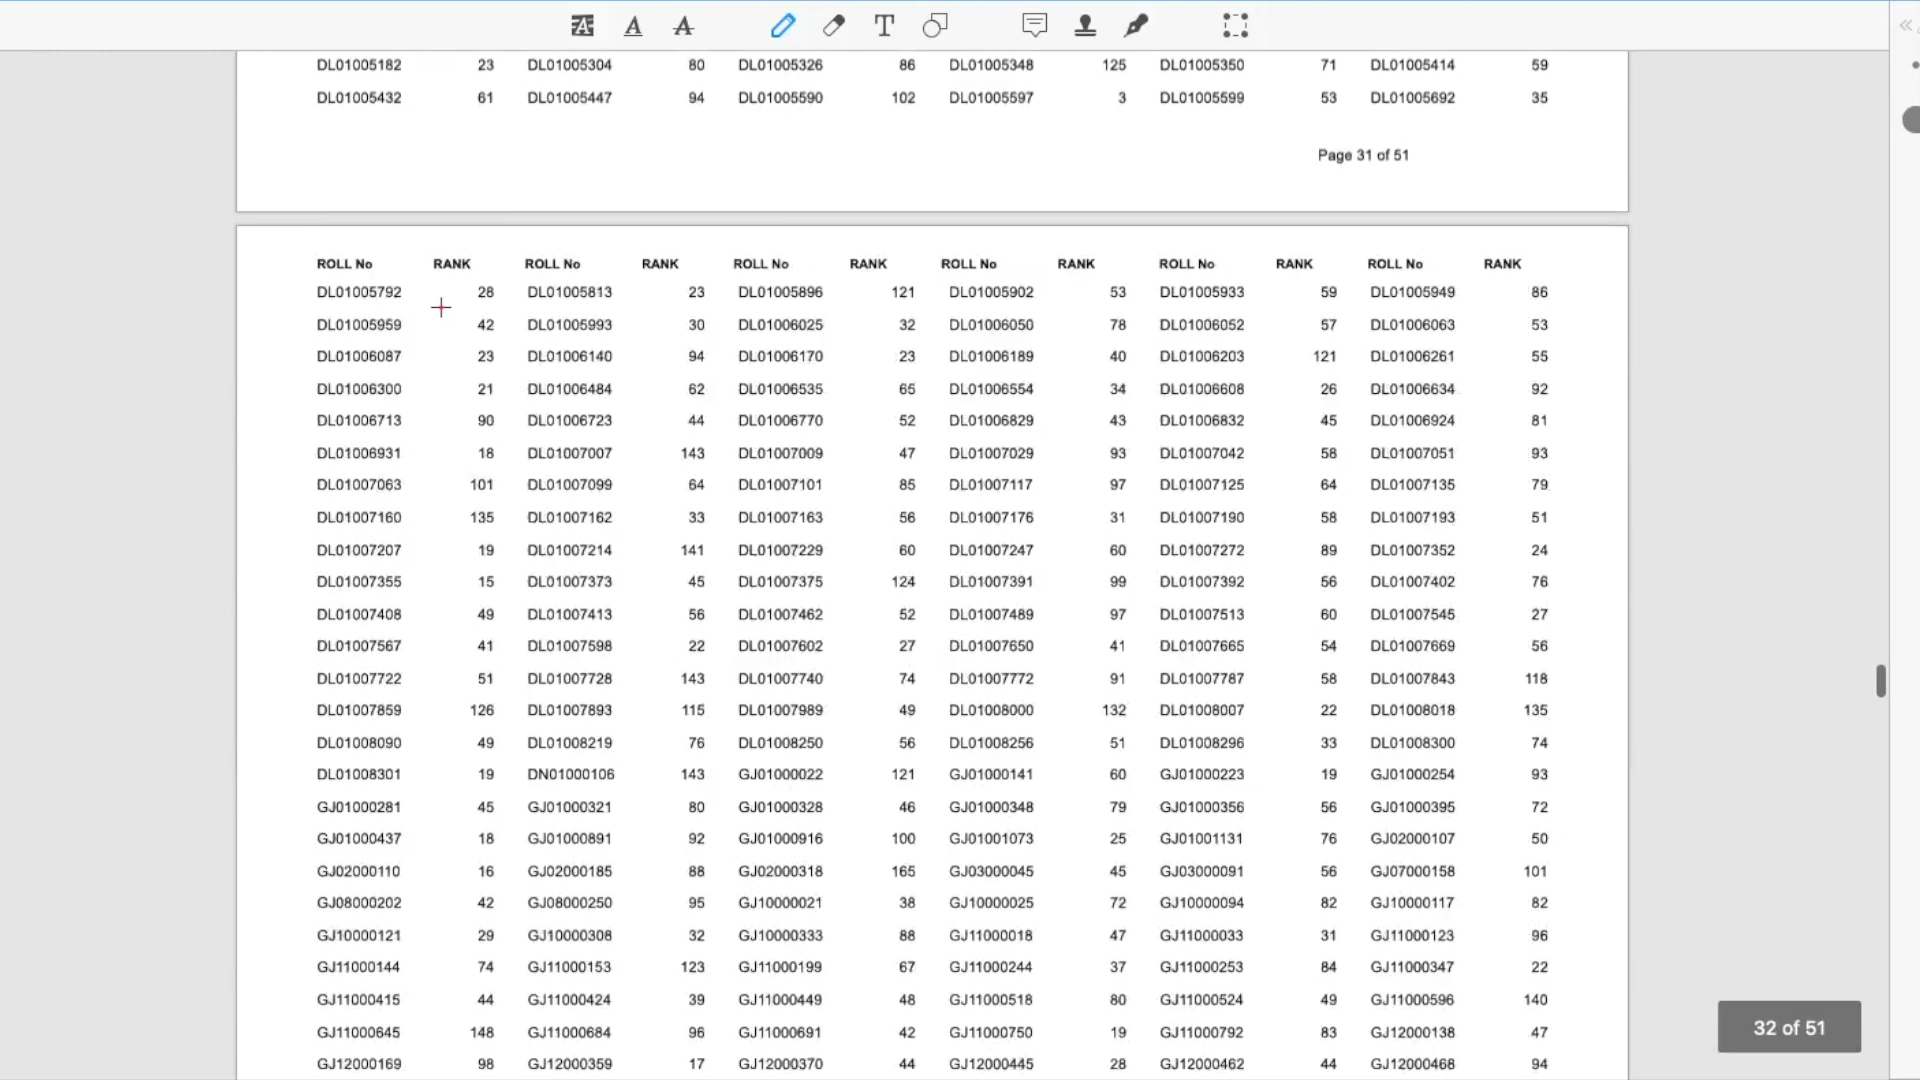 DL01005182 23 DL01005304 80 DL01005326 86 DL01005348 125 DL01005350 71 DL01005414 59
DL01005432 61 DL01005447 94 DL01005590 102 DL01005597 3 DL01005599 53 DL01005692 35
Page 31 of 51
ROLL No RANK ROLL No RANK ROLL No RANK ROLL No RANK ROLL No RANK ROLL No RANK
DL01005792 28 DL01005813 23 DL01005896 121 DL01005902 53 DL01005933 59 DL01005949 86
DL01005959 42 DL01005993 30 DL01006025 32 DL01006050 78 DL01006052 57 DL01006063 53
DL01006087 23 DL01006140 94 DL01006170 23 DL01006189 40 DL01006203 121 DL01006261 55
DL01006300 21 DL01006484 62 DL01006535 65 DL01006554 34 DL01006608 26 DL01006634 92
DL01006713 90 DL01006723 44 DL01006770 52 DL01006829 43 DL01006832 45 DL01006924 81
DL01006931 18 DL01007007 143 DL01007009 47 DL01007029 93 DL01007042 58 DL01007051 93
DL01007063 101 DL01007099 64 DL01007101 85 DL01007117 97 DL01007125 64 DL01007135 79
DL01007160 135 DL01007162 33 DL01007163 56 DL01007176 31 DL01007190 58 DL01007193 51
DL01007207 19 DL01007214 141 DL01007229 60 DL01007247 60 DL01007272 89 DL01007352 24
DL01007355 15 DL01007373 45 DL01007375 124 DL01007391 99 DL01007392 56 DL01007402 76
DL01007408 49 DL01007413 56 DL01007462 52 DL01007489 97 DL01007513 60 DL01007545 27
DL01007567 41 DL01007598 22 DL01007602 27 DL01007650 41 DL01007665 54 DL01007669 56
DL01007722 51 DL01007728 143 DL01007740 74 DL01007772 91 DL01007787 58 DL01007843 118
DL01007859 126 DL01007893 115 DL01007989 49 DL01008000 132 DL01008007 22 DL01008018 135
DL01008090 49 DL01008219 76 DL01008250 56 DL01008256 51 DL01008296 33 DL01008300 74
DL01008301 19 DN01000106 143 GJ01000022 121 GJ01000141 60 GJ01000223 19 GJ01000254 93
GJ01000281 45 GJ01000321 80 GJ01000328 46 GJ01000348 79 GJ01000356 56 GJ01000395 72
GJ01000437 18 GJ01000891 92 GJ01000916 100 GJ01001073 25 GJ01001131 76 GJ02000107 50
GJ02000110 16 GJ02000185 88 GJ02000318 165 GJ03000045 45 GJ03000091 56 GJ07000158 101
GJ08000202 42 GJ08000250 95 GJ10000021 38 GJ10000025 72 GJ10000094 82 GJ10000117 82
GJ10000121 29 GJ10000308 32 GJ10000333 88 GJ11000018 47 GJ11000033 31 GJ11000123 96
GJ11000144 74 GJ11000153 123 GJ11000199 67 GJ11000244 37 GJ11000253 84 GJ11000347 22
GJ11000415 44 GJ11000424 39 GJ11000449 48 GJ11000518 80 GJ11000524 49 GJ11000596 140
GJ11000645 148 GJ11000684 96 GJ11000691 42 GJ11000750 19 GJ11000792 83 GJ12000138 47
GJ12000169 98 GJ12000359 17 GJ12000370 44 GJ12000445 28 GJ12000462 44 GJ12000468 94
32 of 51